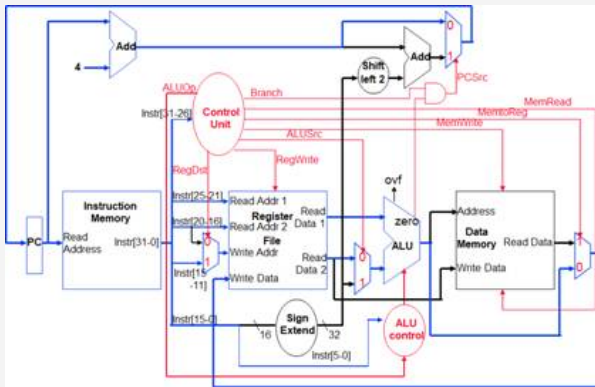 Add
4
Shift
left 2
Add
0
1
PCSrc
ALUOp
Branch
MemRead
MemtoReg
MemWrite
Instr[31-26]
Control
Unit
ALUSrc
RegWrite
RegDst
ovf
Instruction
Memory
PC
Read
Address
Instr[31-0]
Instr[25-21]
Instr[20-16]
0
1
Instr[15
-11]
Read Addr 1
Read Addr 2
Write Addr
Write Data
Register
File
Read
Data 1
Read
Data 2
0
1
zero
ALU
Address
Data
Memory
Read Data
Write Data
1
0
Instr[15-0]
Sign
Extend
16
32
Instr[5-0]
ALU
control